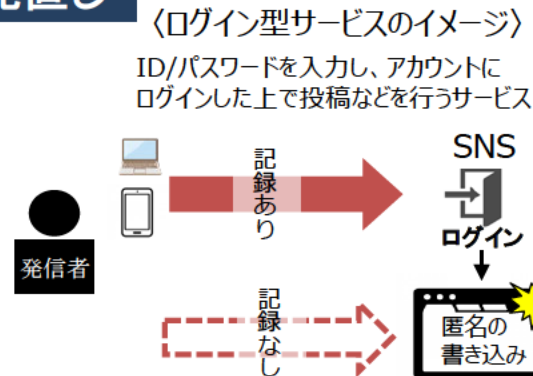 〈ログイン型サービスのイメージ〉
ID/パスワードを入力し、アカウントに
ログインした上で投稿などを行うサービス
SNS
記録あり
ログイン
発信者
記録なし
匿名の
書き込み